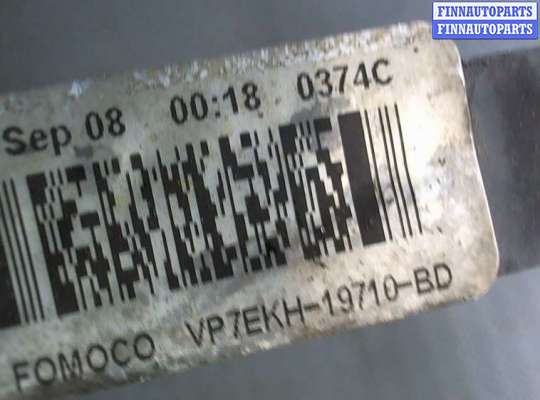 FINNAUTOPARTS
FINNAUTOPARTS
Sep 08 00:18 0374C
FOMOCO VP7EKH-19710-BD